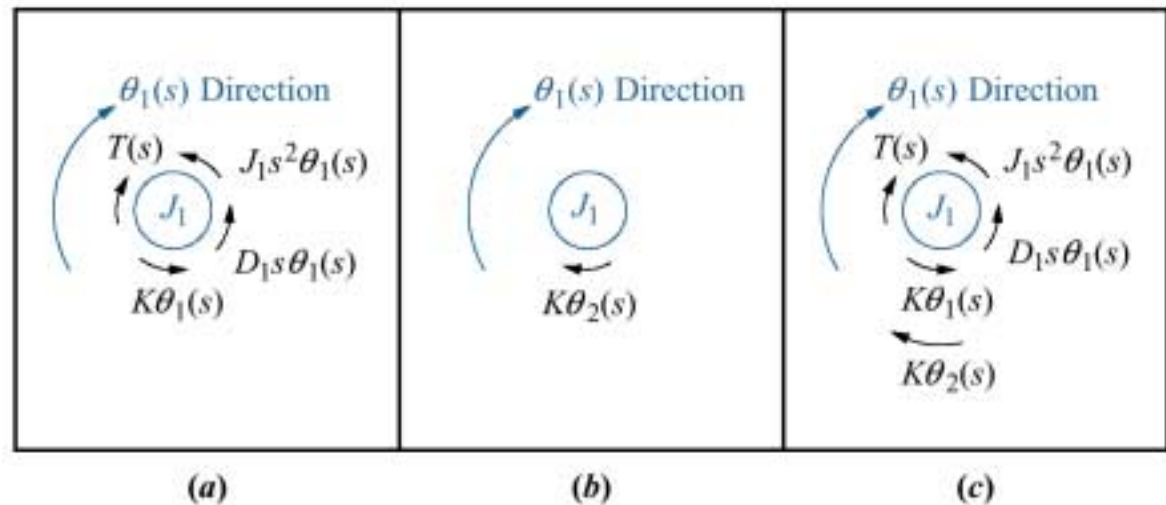 θ₁(s) Direction
T(s)
J₁s²θ₁(s)
J₁
D₁sθ₁(s)
Kθ₁(s)
(a)
θ₁(s) Direction
J₁
Kθ₂(s)
(b)
θ₁(s) Direction
T(s)
J₁s²θ₁(s)
J₁
D₁sθ₁(s)
Kθ₁(s)
Kθ₂(s)
(c)